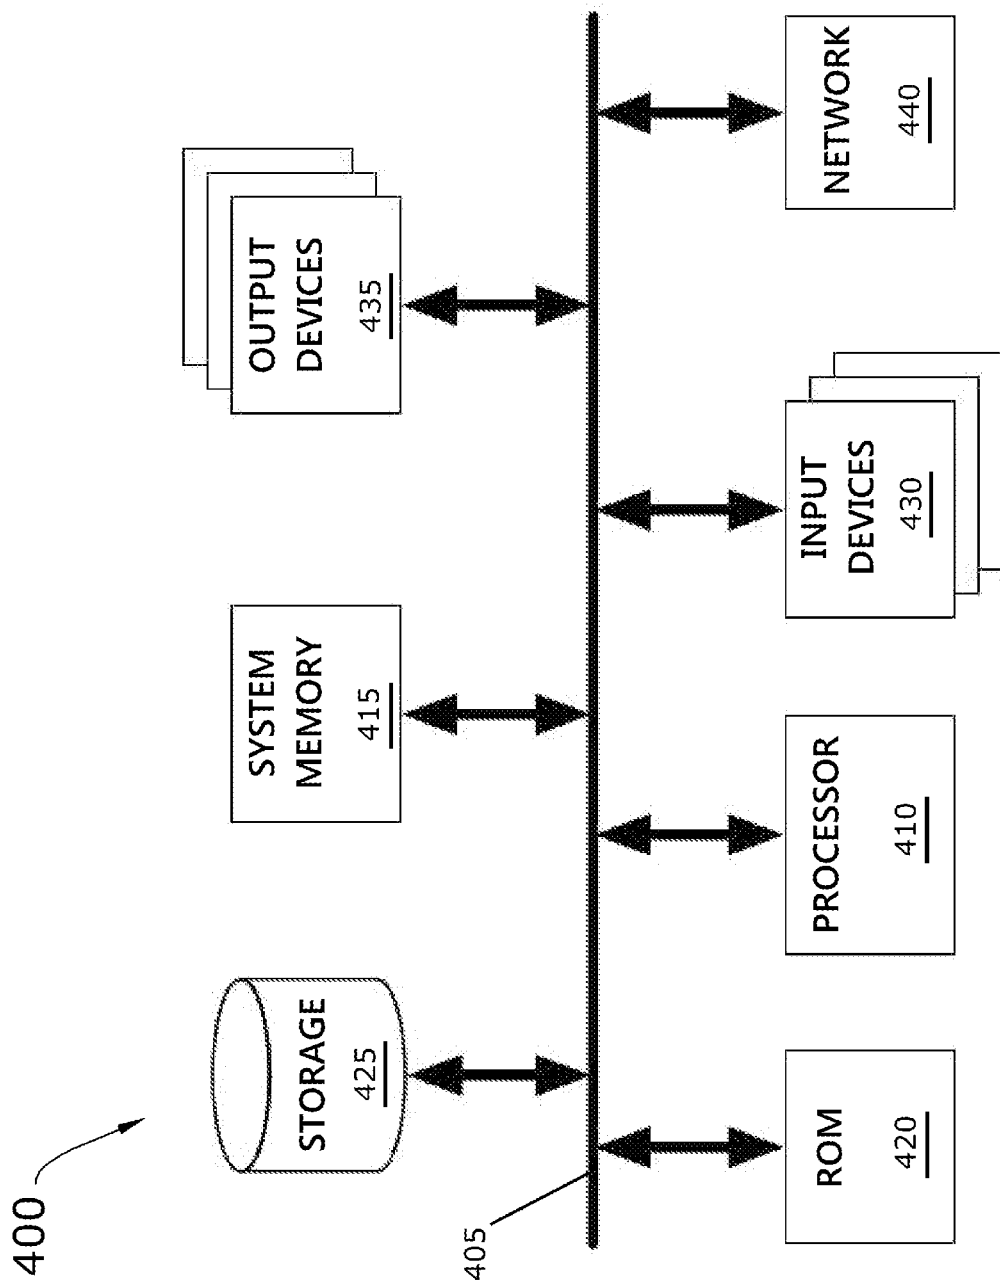 400
STORAGE
425
SYSTEM
MEMORY
415
OUTPUT
DEVICES
435
405
ROM
420
PROCESSOR
410
INPUT
DEVICES
430
NETWORK
440